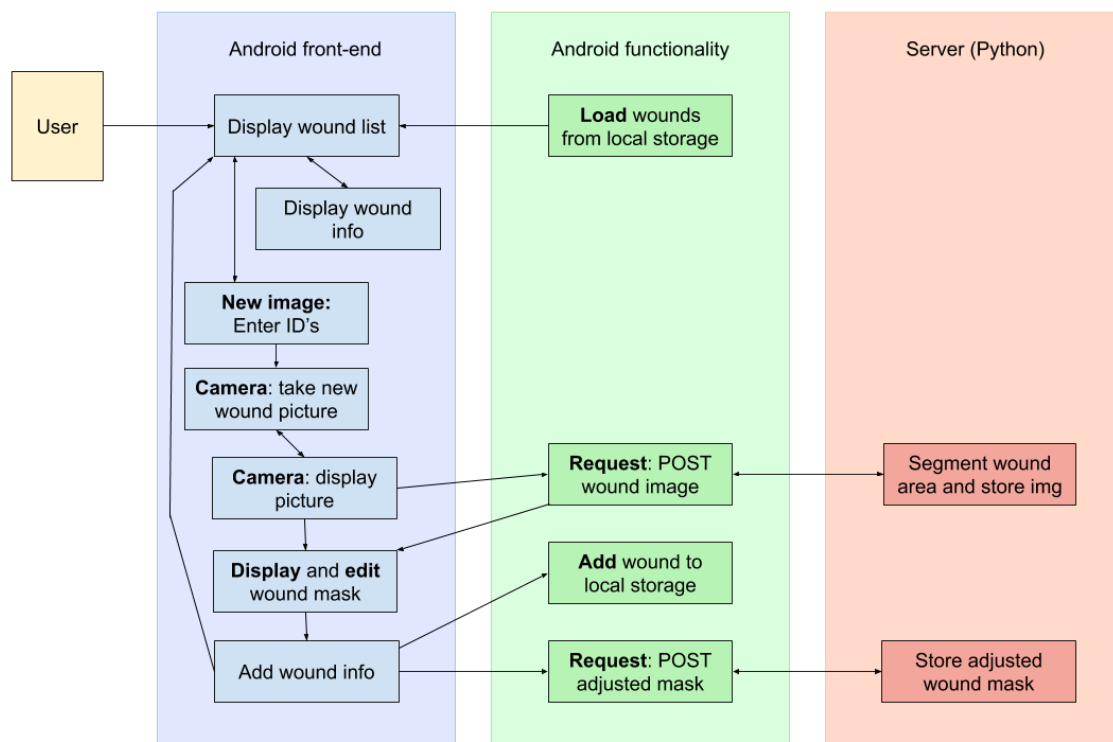 Android front-end
Android functionality
Server (Python)
User
Display wound list
Load wounds
from local storage
Display wound
info
New image:
Enter ID's
Camera: take new
wound picture
Camera: display
picture
Request: POST
wound image
Segment wound
area and store img
Display and edit
wound mask
Add wound to
local storage
Add wound info
Request: POST
adjusted mask
Store adjusted
wound mask